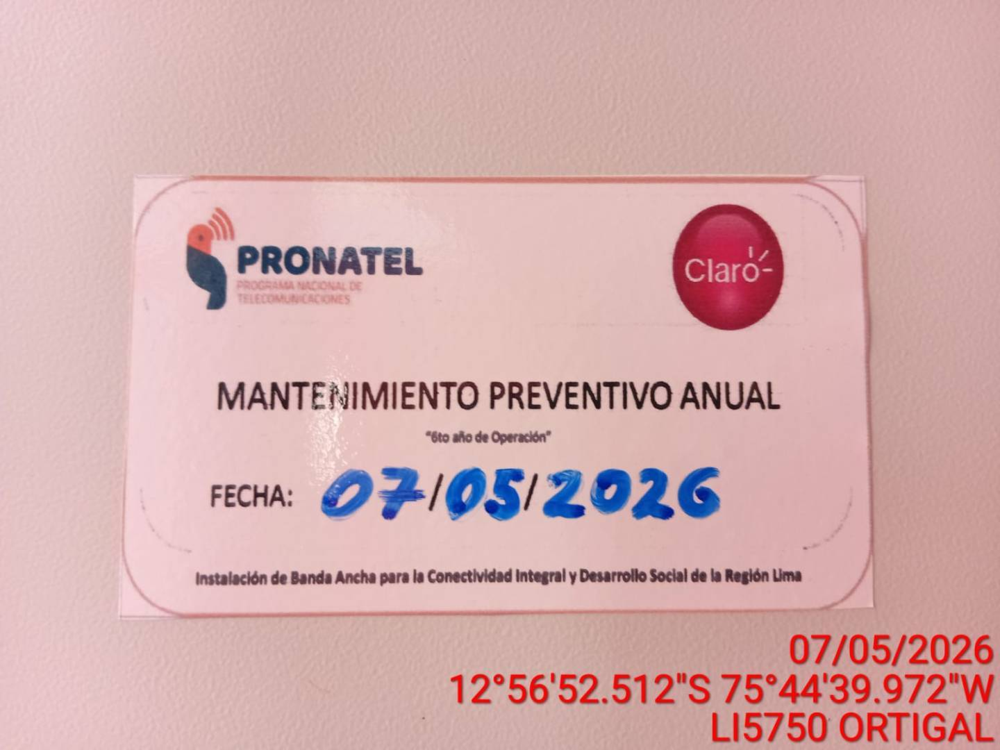 PRONATEL
PROGRAMA NACIONAL DE
TELECOMUNICACIONES
Claro
MANTENIMIENTO PREVENTIVO ANUAL
"6to año de Operación"
FECHA: 07/05/2026
Instalación de Banda Ancha para la Conectividad Integral y Desarrollo Social de la Región Lima
07/05/2026
12°56'52.512"S 75°44'39.972"W
LI5750 ORTIGAL